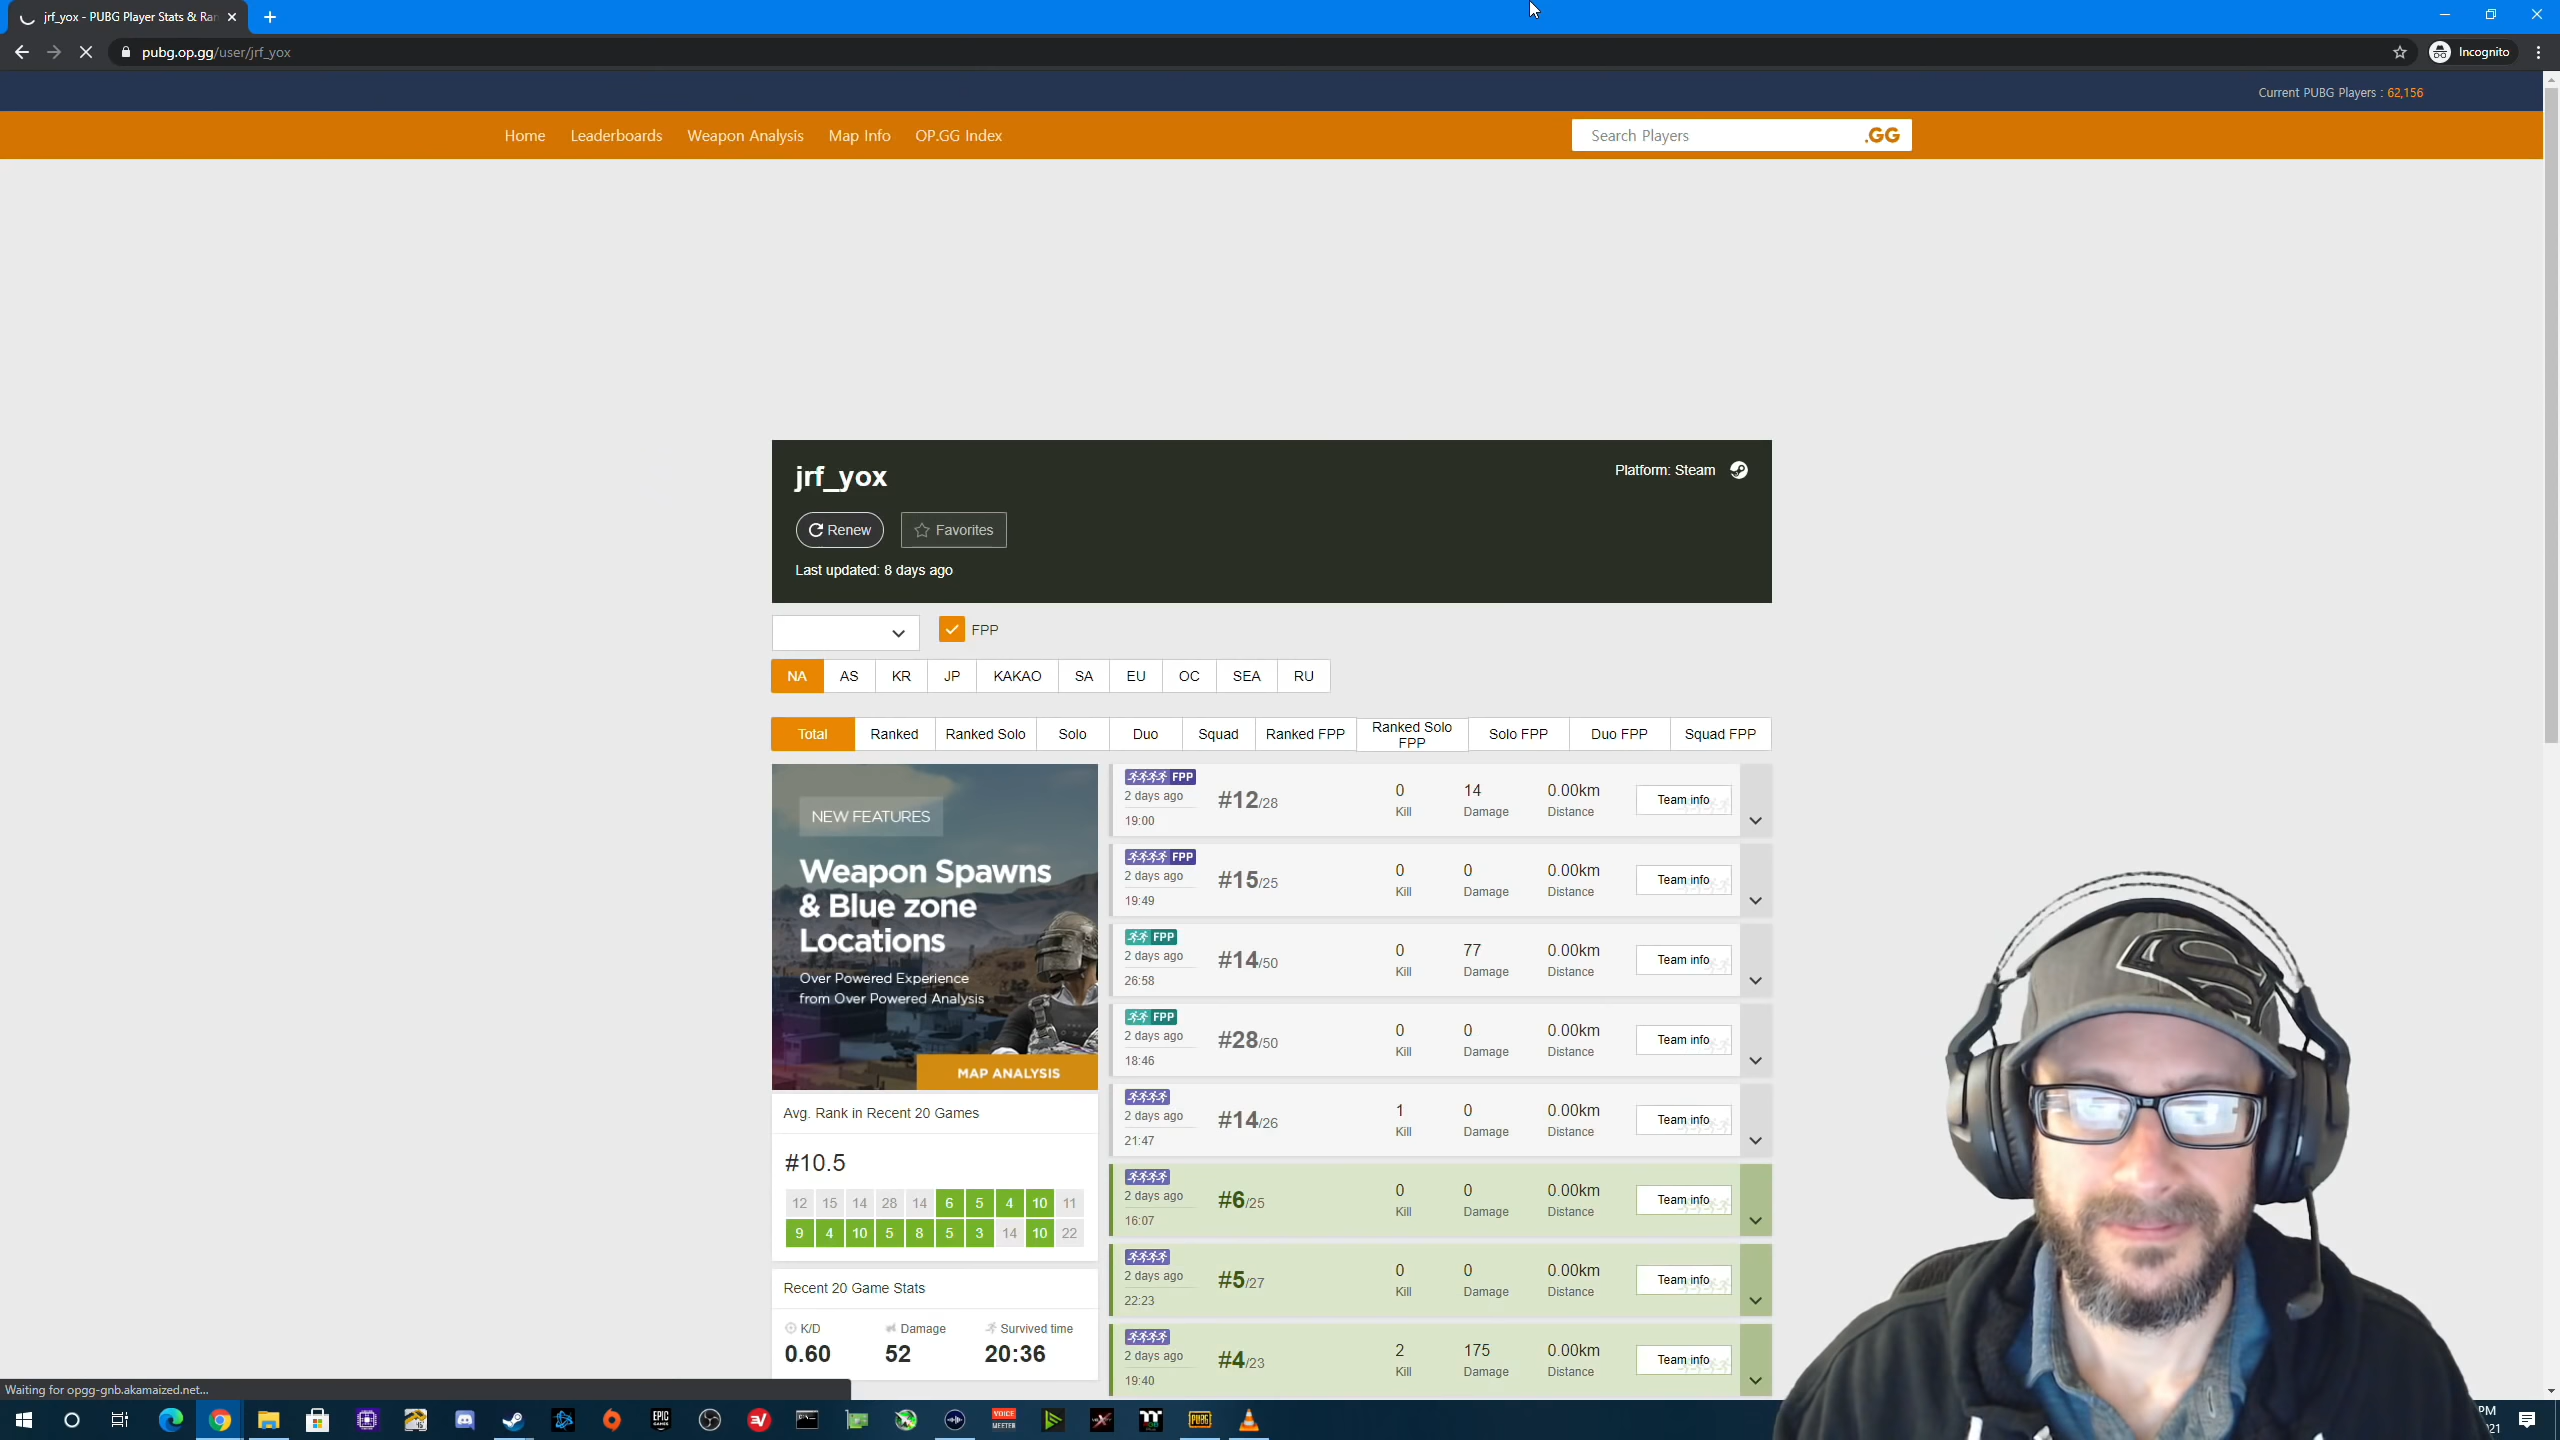 jrf_yox - PUBG Player Stats & Ran
pubg.op.gg/user/jrf_yox
Incognito
Current PUBG Players : 62,156
Home Leaderboards Weapon Analysis Map Info OP.GG Index
Search Players .GG
jrf_yox
Platform: Steam
Renew Favorites
Last updated: 8 days ago
FPP
NA AS KR JP KAKAO SA EU OC SEA RU
Total Ranked Ranked Solo Solo Duo Squad Ranked FPP Ranked Solo FPP Solo FPP Duo FPP Squad FPP
NEW FEATURES
Weapon Spawns
& Blue zone
Locations
Over Powered Experience
from Over Powered Analysis
MAP ANALYSIS
Avg. Rank in Recent 20 Games
#10.5
12 15 14 28 14 6 5 4 10 11
9 4 10 5 8 5 3 14 10 22
Recent 20 Game Stats
K/D Damage Survived time
0.60 52 20:36
FPP
2 days ago
19:00
#12/28
0 14 0.00km
Kill Damage Distance
Team info
FPP
2 days ago
19:49
#15/25
0 0 0.00km
Kill Damage Distance
Team info
FPP
2 days ago
26:58
#14/50
0 77 0.00km
Kill Damage Distance
Team info
FPP
2 days ago
18:46
#28/50
0 0 0.00km
Kill Damage Distance
Team info
2 days ago
21:47
#14/26
1 0 0.00km
Kill Damage Distance
Team info
2 days ago
16:07
#6/25
0 0 0.00km
Kill Damage Distance
Team info
2 days ago
22:23
#5/27
0 0 0.00km
Kill Damage Distance
Team info
2 days ago
19:40
#4/23
2 175 0.00km
Kill Damage Distance
Team info
Waiting for opgg-gnb.akamaized.net...
EPIC
GAMES
VOICE
MEETER
PUBG
PM
21